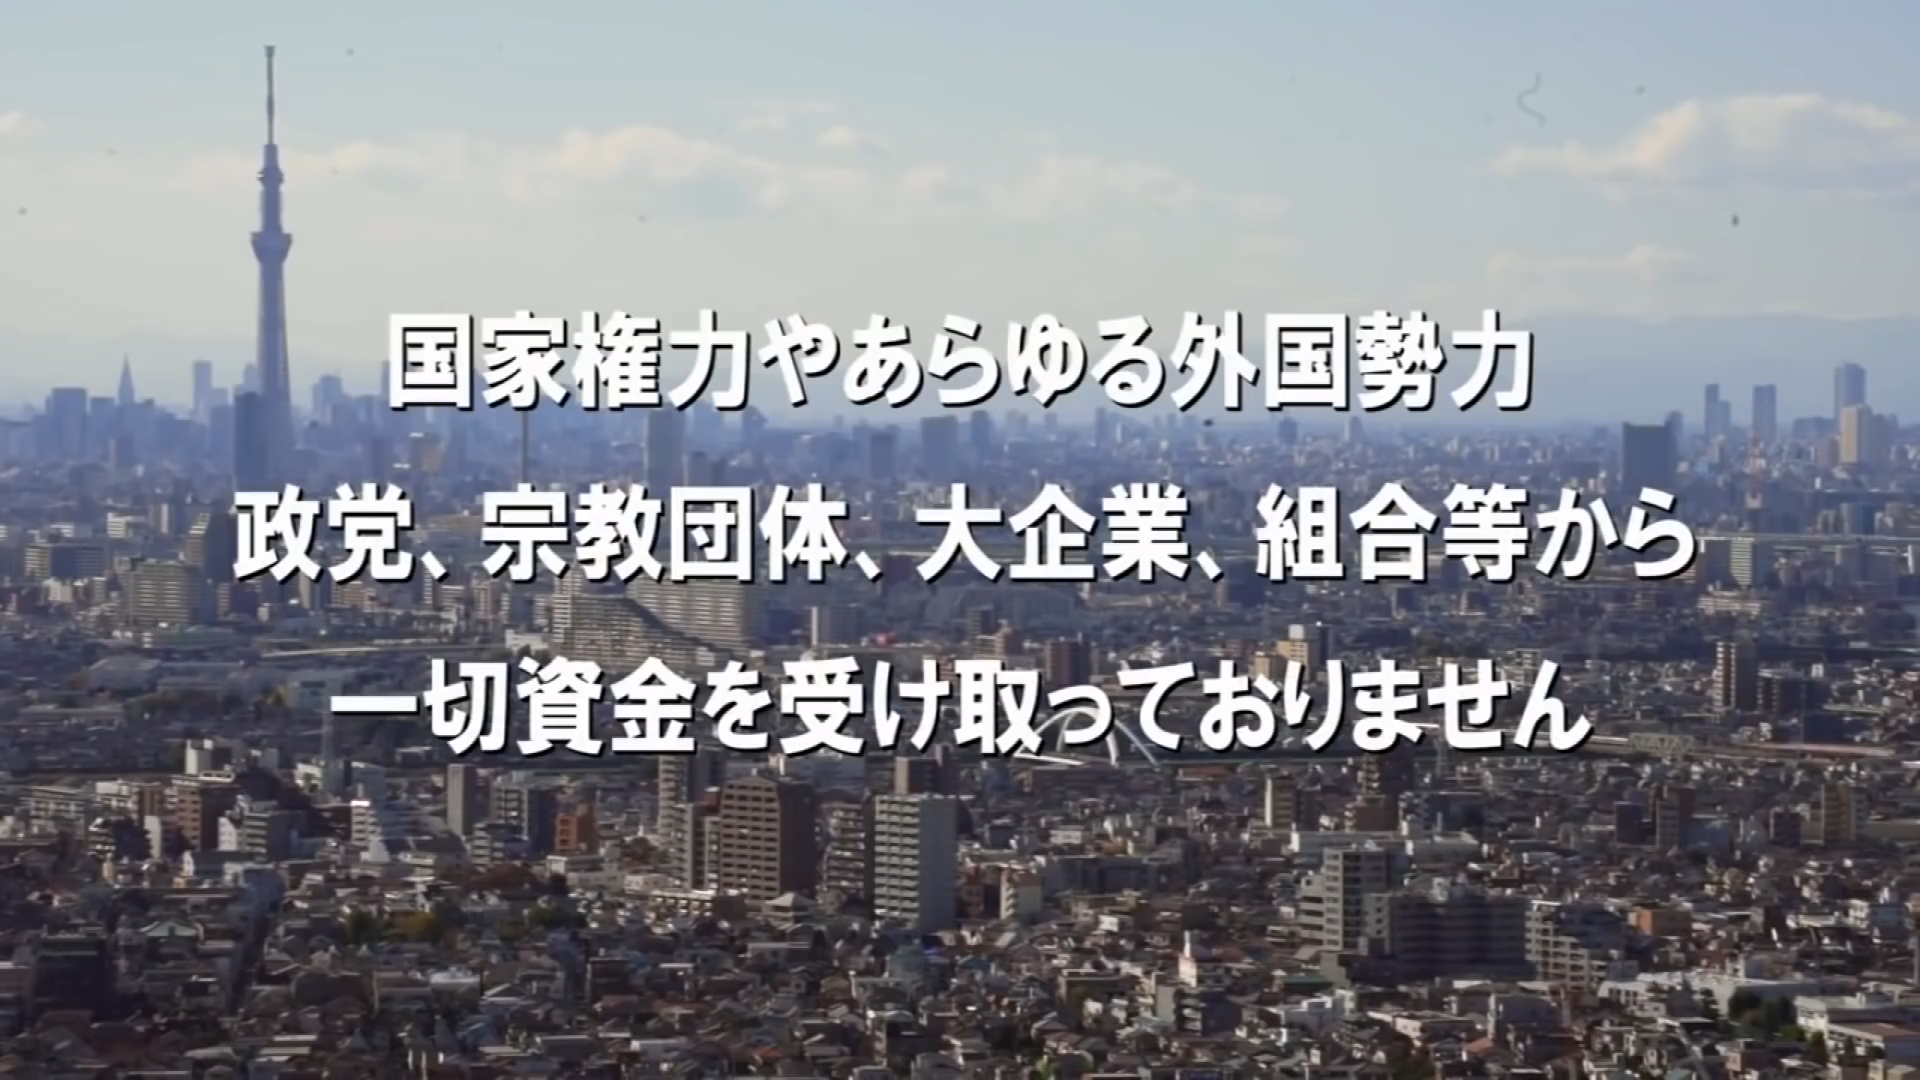 国家権力やあらゆる外国勢力
政党、宗教団体、大企業、組合等から
一切資金を受け取っておりません